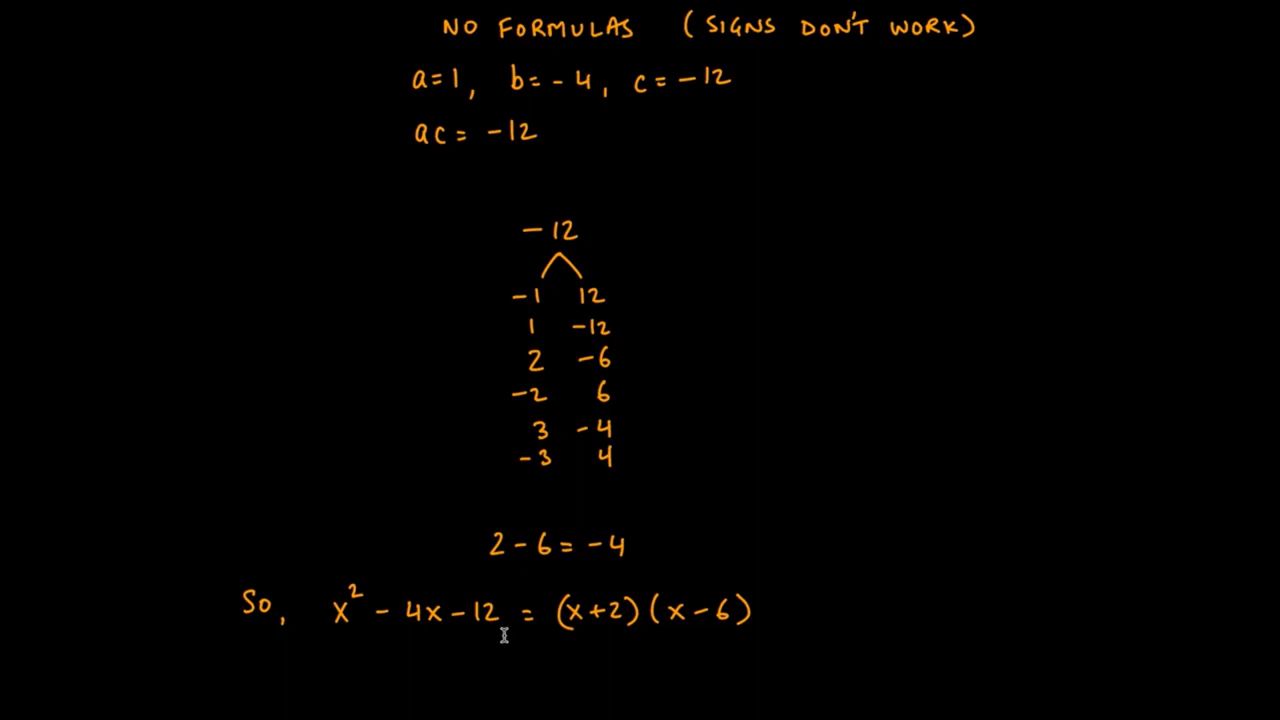 NO FORMULAS (SIGNS DON'T WORK)
a=1, b=-4, c=-12
ac= -12
-12
-1 12
1 -12
2 -6
-2 6
3 -4
-3 4
2-6=-4
So, x² - 4x-12 = (x+2)(x-6)